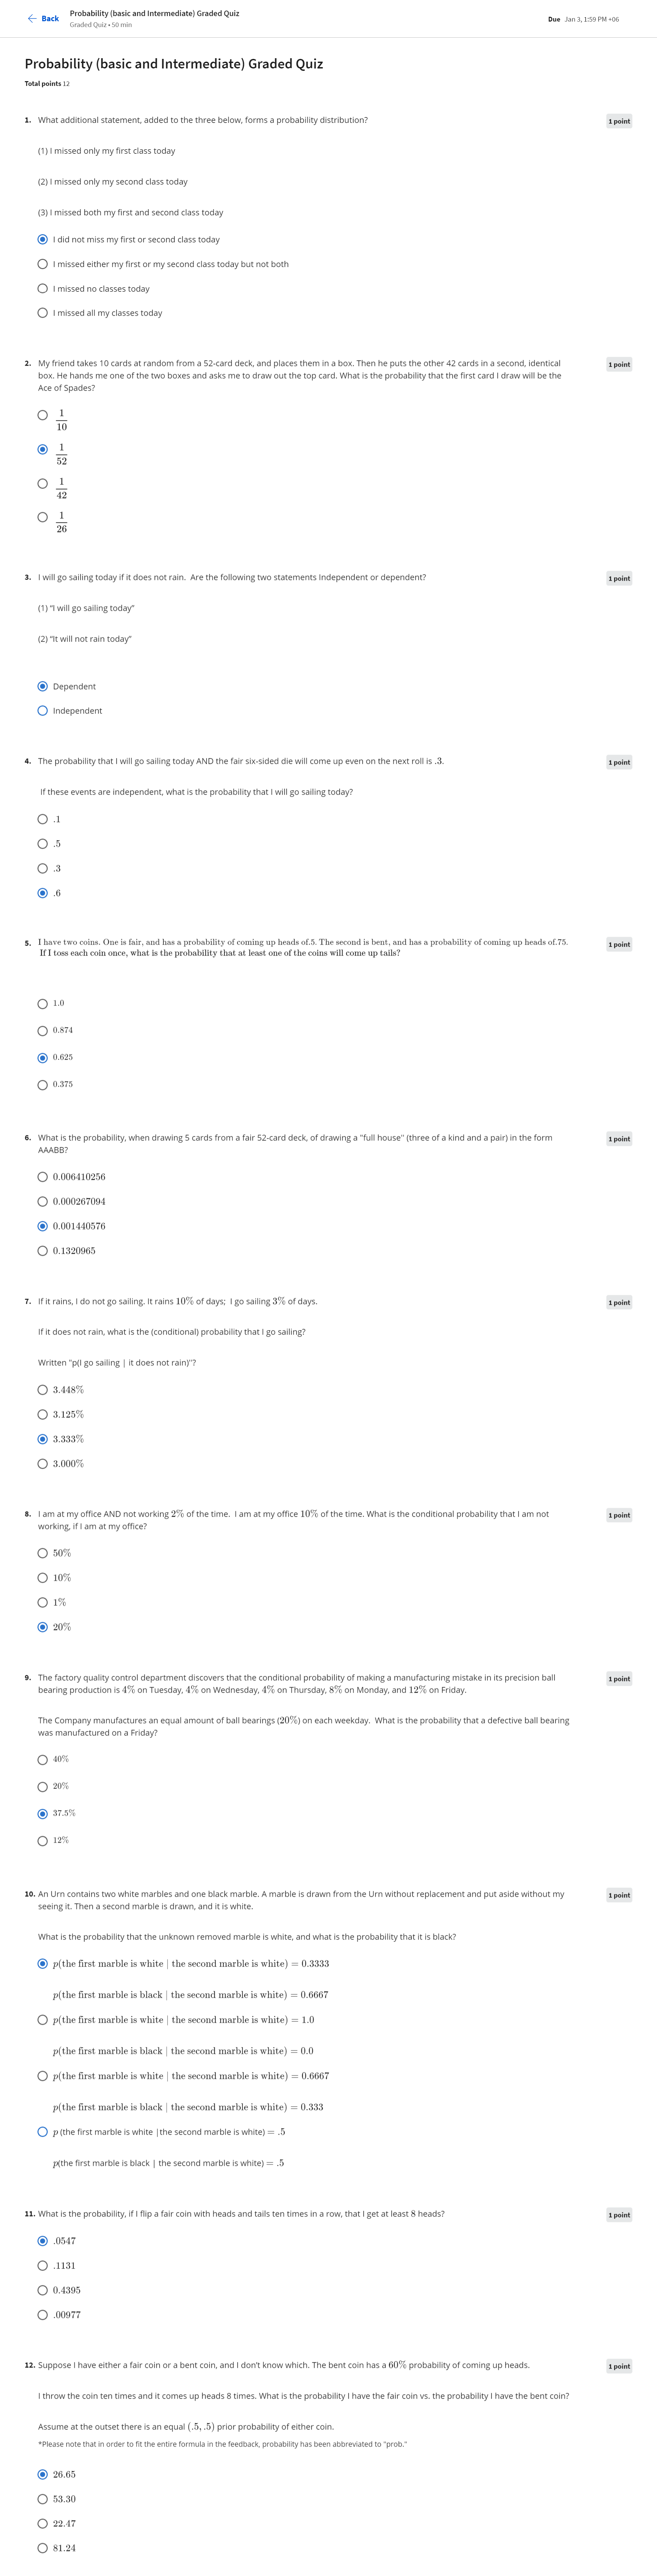 Back
Probability (basic and Intermediate) Graded Quiz
Graded Quiz • 50 min
Due Jan 3, 1:59 PM +06
Probability (basic and Intermediate) Graded Quiz
Total points 12
1. What additional statement, added to the three below, forms a probability distribution?
1 point
(1) I missed only my first class today
(2) I missed only my second class today
(3) I missed both my first and second class today
I did not miss my first or second class today
I missed either my first or my second class today but not both
I missed no classes today
I missed all my classes today
2. My friend takes 10 cards at random from a 52-card deck, and places them in a box. Then he puts the other 42 cards in a second, identical
box. He hands me one of the two boxes and asks me to draw out the top card. What is the probability that the first card I draw will be the
Ace of Spades?
1 point
1
10
1
52
1
42
1
26
3. I will go sailing today if it does not rain. Are the following two statements Independent or dependent?
1 point
(1) "I will go sailing today"
(2) "It will not rain today"
Dependent
Independent
4. The probability that I will go sailing today AND the fair six-sided die will come up even on the next roll is .3.
1 point
If these events are independent, what is the probability that I will go sailing today?
.1
.5
.3
.6
5. I have two coins. One is fair, and has a probability of coming up heads of.5. The second is bent, and has a probability of coming up heads of.75.
If I toss each coin once, what is the probability that at least one of the coins will come up tails?
1 point
1.0
0.874
0.625
0.375
6. What is the probability, when drawing 5 cards from a fair 52-card deck, of drawing a "full house" (three of a kind and a pair) in the form
AAABB?
1 point
0.006410256
0.000267094
0.001440576
0.1320965
7. If it rains, I do not go sailing. It rains 10% of days; I go sailing 3% of days.
1 point
If it does not rain, what is the (conditional) probability that I go sailing?
Written "p(I go sailing | it does not rain)"?
3.448%
3.125%
3.333%
3.000%
8. I am at my office AND not working 2% of the time. I am at my office 10% of the time. What is the conditional probability that I am not
working, if I am at my office?
1 point
50%
10%
1%
20%
9. The factory quality control department discovers that the conditional probability of making a manufacturing mistake in its precision ball
bearing production is 4% on Tuesday, 4% on Wednesday, 4% on Thursday, 8% on Monday, and 12% on Friday.
1 point
The Company manufactures an equal amount of ball bearings (20%) on each weekday. What is the probability that a defective ball bearing
was manufactured on a Friday?
40%
20%
37.5%
12%
10. An Urn contains two white marbles and one black marble. A marble is drawn from the Urn without replacement and put aside without my
seeing it. Then a second marble is drawn, and it is white.
1 point
What is the probability that the unknown removed marble is white, and what is the probability that it is black?
p(the first marble is white | the second marble is white) = 0.3333
p(the first marble is black | the second marble is white) = 0.6667
p(the first marble is white | the second marble is white) = 1.0
p(the first marble is black | the second marble is white) = 0.0
p(the first marble is white | the second marble is white) = 0.6667
p(the first marble is black | the second marble is white) = 0.333
p (the first marble is white |the second marble is white) = .5
p(the first marble is black | the second marble is white) = .5
11. What is the probability, if I flip a fair coin with heads and tails ten times in a row, that I get at least 8 heads?
1 point
.0547
.1131
0.4395
.00977
12. Suppose I have either a fair coin or a bent coin, and I don't know which. The bent coin has a 60% probability of coming up heads.
1 point
I throw the coin ten times and it comes up heads 8 times. What is the probability I have the fair coin vs. the probability I have the bent coin?
Assume at the outset there is an equal (.5, .5) prior probability of either coin.
*Please note that in order to fit the entire formula in the feedback, probability has been abbreviated to "prob."
26.65
53.30
22.47
81.24